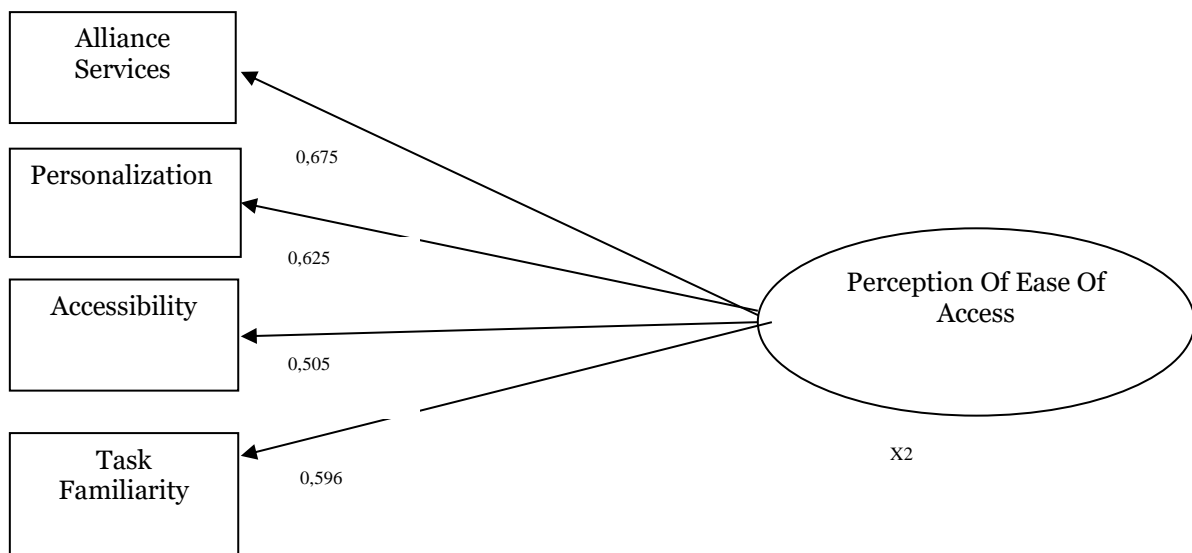 Alliance
Services
0,675
Personalization
0,625
Perception Of Ease Of
Access
Accessibility
0,505
X2
Task
Familiarity
0,596